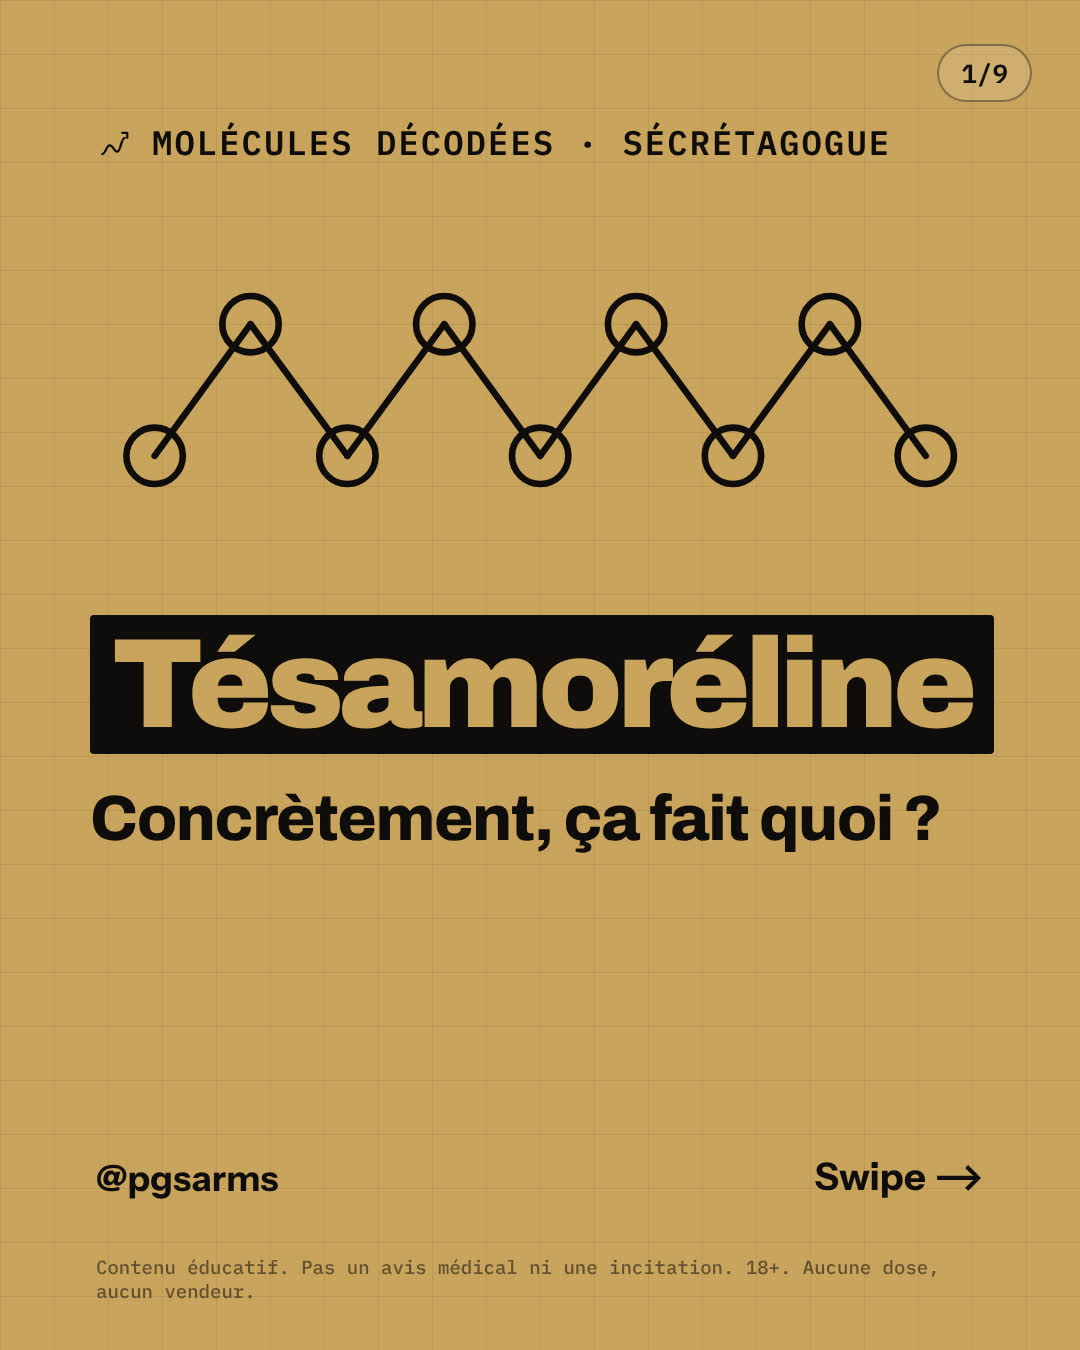 1/9
MOLÉCULES DÉCODÉES · SÉCRÉTAGOGUE
Tésamoréline
Concrètement, ça fait quoi ?
@pgsarms
Swipe →
Contenu éducatif. Pas un avis médical ni une incitation. 18+. Aucune dose,
aucun vendeur.